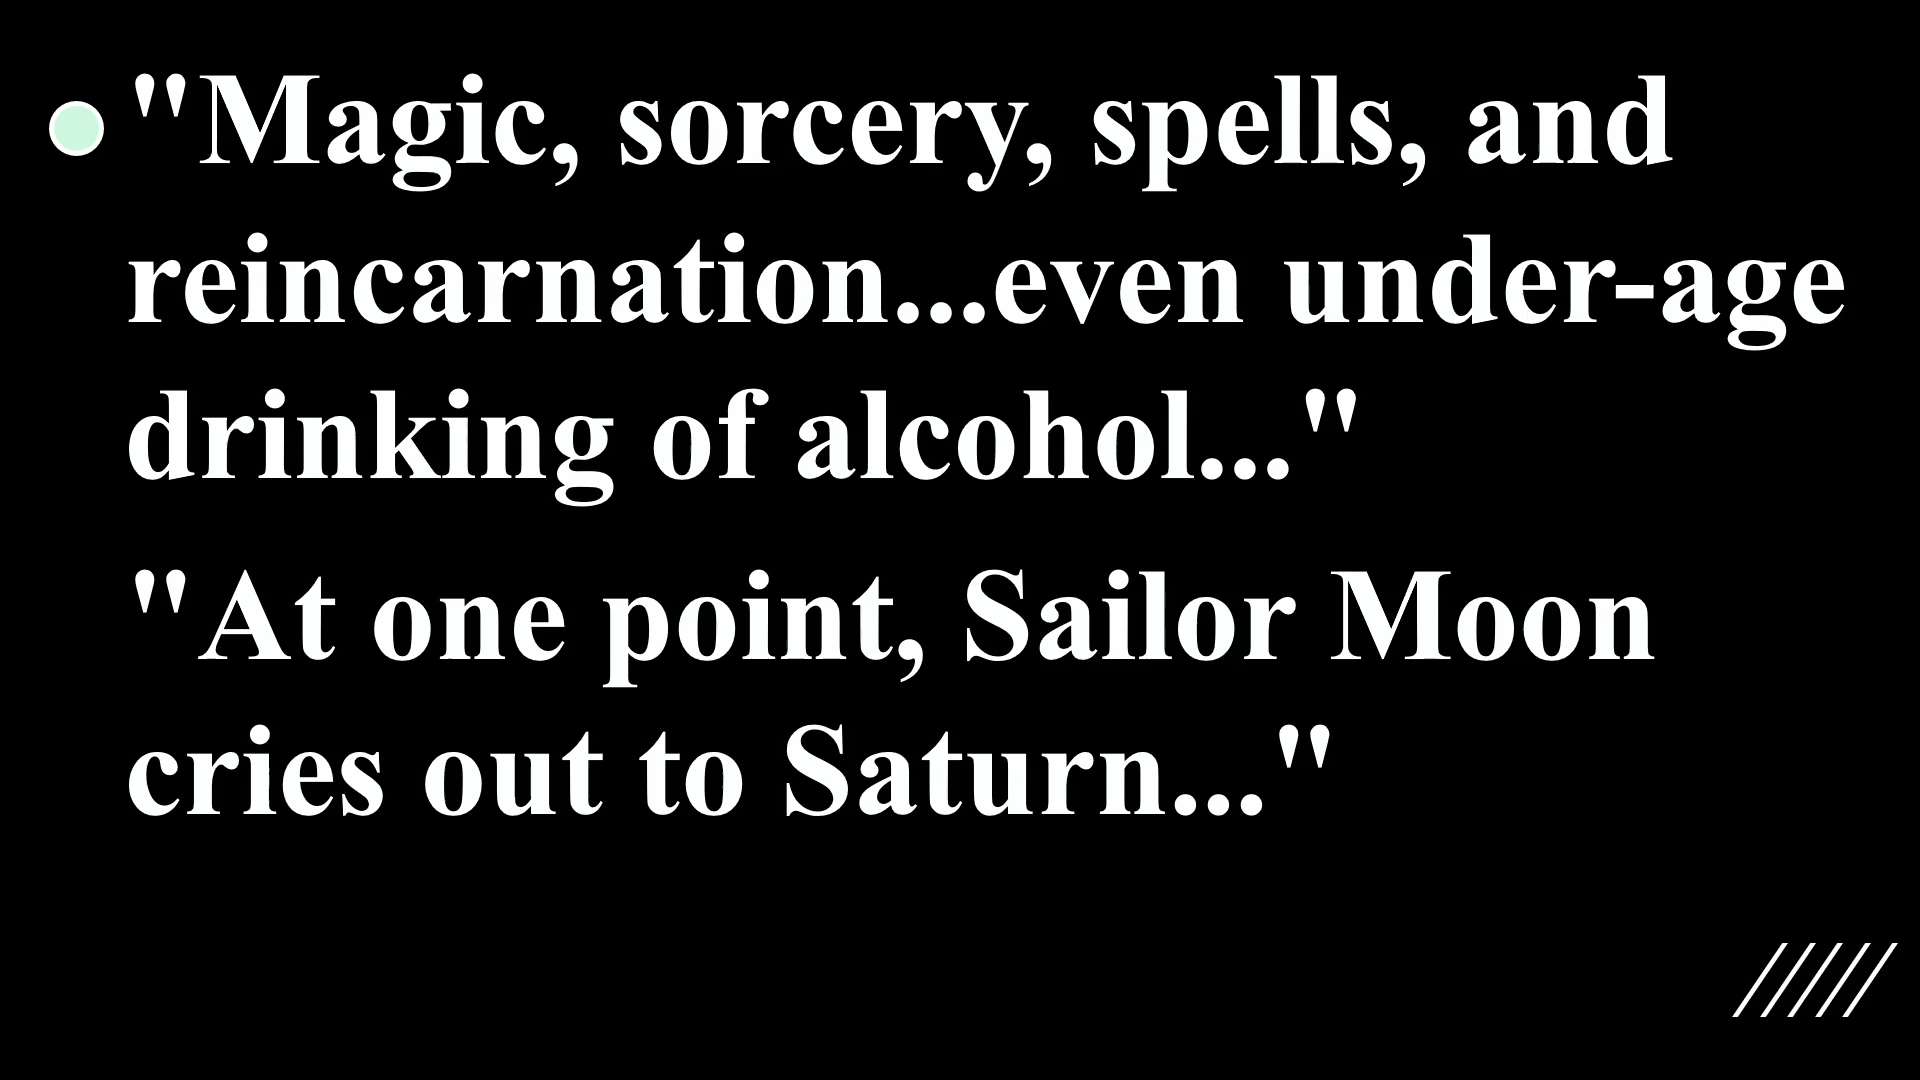 "Magic, sorcery, spells, and
reincarnation...even under-age
drinking of alcohol..."
"At one point, Sailor Moon
cries out to Saturn..."